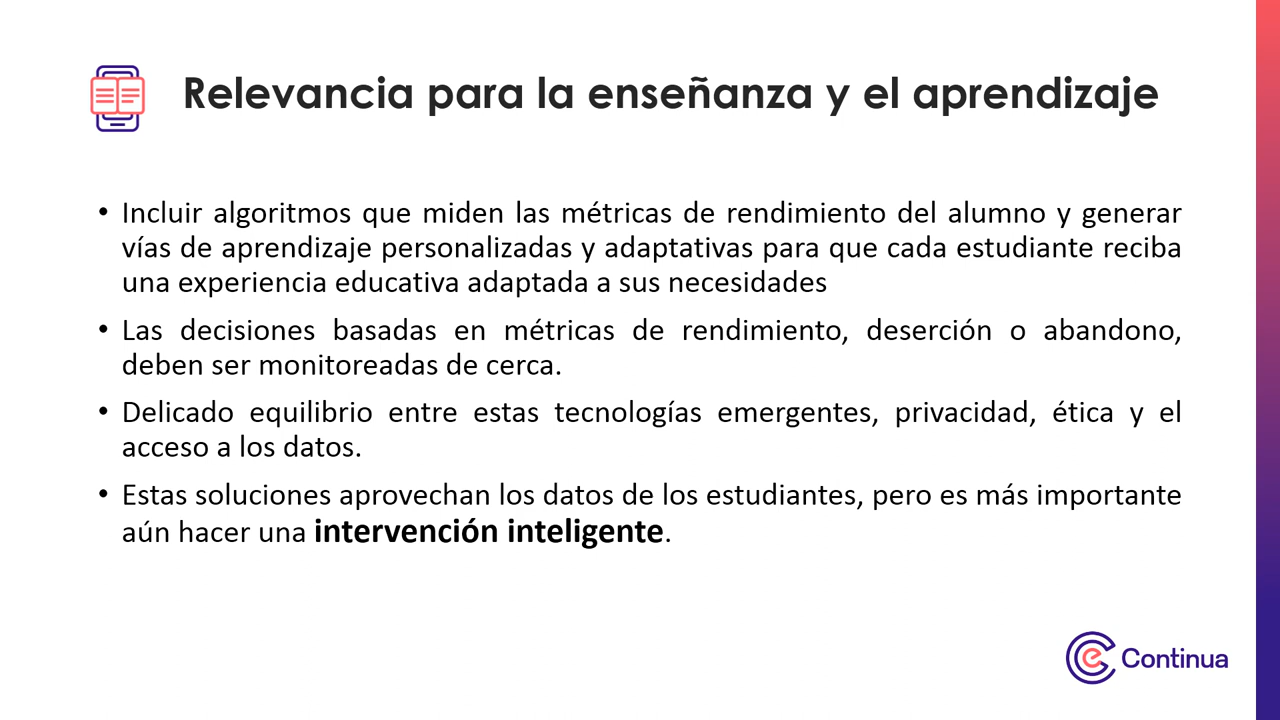 Relevancia para la enseñanza y el aprendizaje
• Incluir algoritmos que miden las métricas de rendimiento del alumno y generar
vías de aprendizaje personalizadas y adaptativas para que cada estudiante reciba
una experiencia educativa adaptada a sus necesidades
• Las decisiones basadas en métricas de rendimiento, deserción o abandono,
deben ser monitoreadas de cerca.
• Delicado equilibrio entre estas tecnologías emergentes, privacidad, ética y el
acceso a los datos.
• Estas soluciones aprovechan los datos de los estudiantes, pero es más importante
aún hacer una intervención inteligente.
e Continua